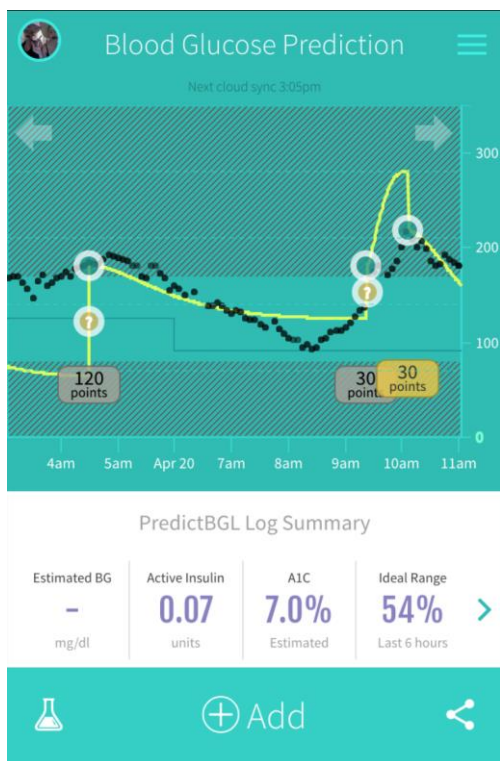 Blood Glucose Prediction
Next cloud sync 3:05pm
300
200
100
0
?
?
120
points
30
points
30
points
4am 5am Apr 20 7am 8am 9am 10am 11am
PredictBGL Log Summary
Estimated BG Active Insulin A1C Ideal Range
- 0.07 7.0% 54%
mg/dl units Estimated Last 6 hours
Add